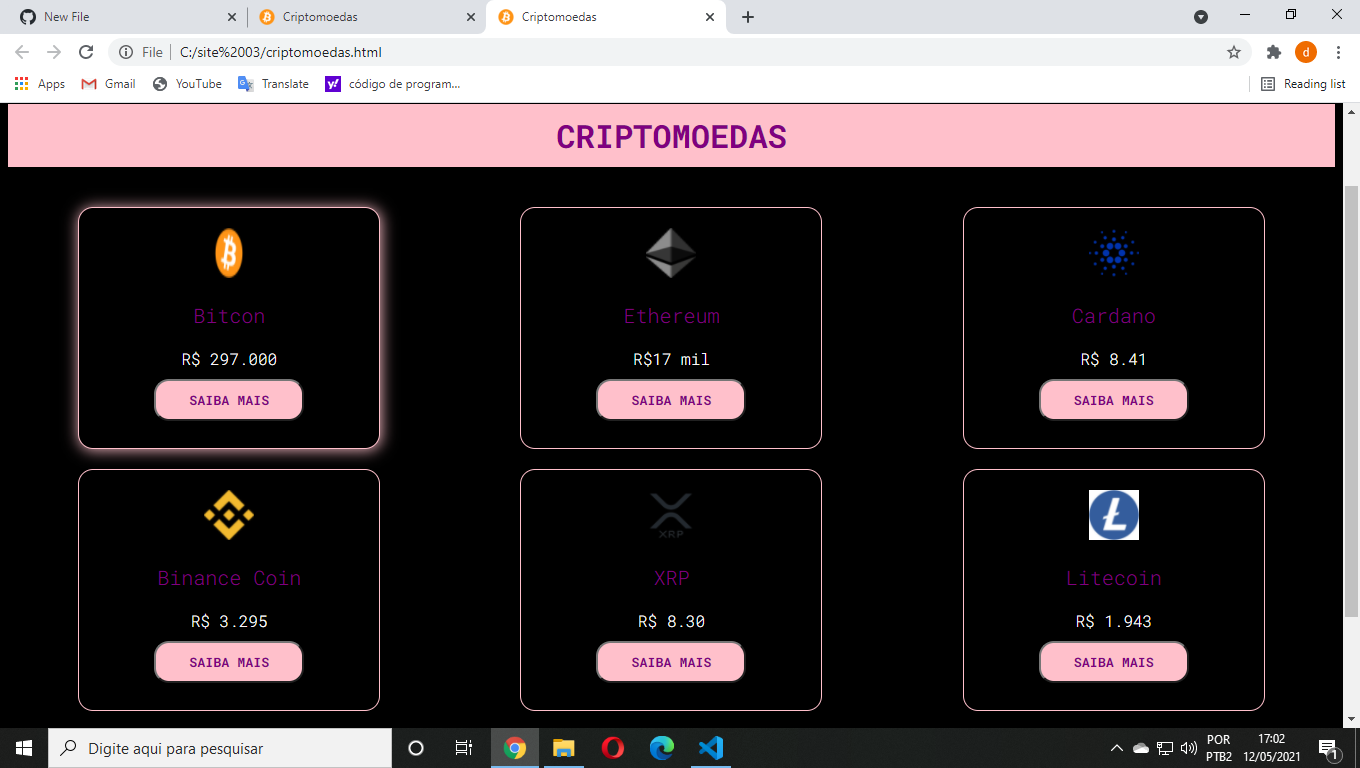 New File
Criptomoedas
Criptomoedas
File
C:/site%2003/criptomoedas.html
d
Apps
Gmail
YouTube
Translate
y!
código de program...
Reading list
CRIPTOMOEDAS
Bitcon
Ethereum
Cardano
R$ 297.000
R$17 mil
R$ 8.41
SAIBA MAIS
SAIBA MAIS
SAIBA MAIS
XRP
Binance Coin
XRP
Litecoin
R$ 3.295
R$ 8.30
R$ 1.943
SAIBA MAIS
SAIBA MAIS
SAIBA MAIS
Digite aqui para pesquisar
POR
PTB2
17:02
12/05/2021
1